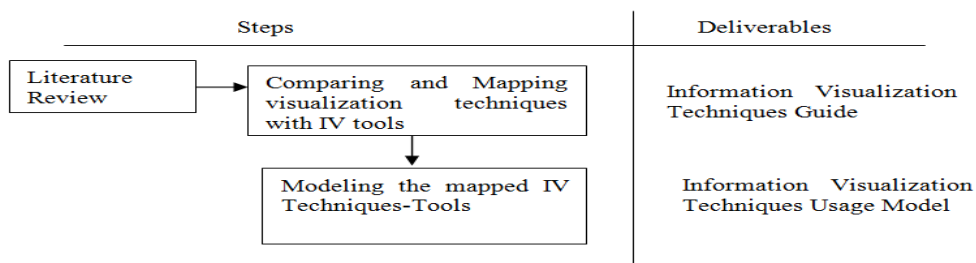 Steps
Deliverables
Literature
Review
Comparing and Mapping
visualization techniques
with IV tools
Information Visualization
Techniques Guide
Modeling the mapped IV
Techniques-Tools
Information Visualization
Techniques Usage Model